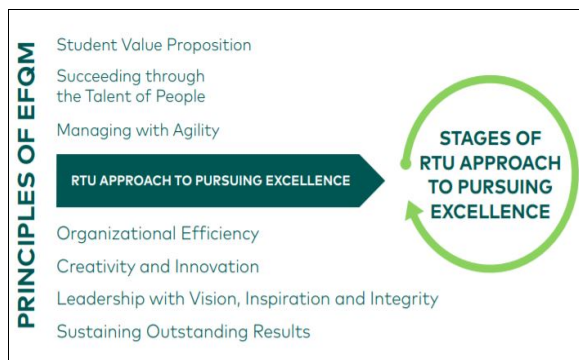 PRINCIPLES OF EFQM
Student Value Proposition
Succeeding through
the Talent of People
Managing with Agility
RTU APPROACH TO PURSUING EXCELLENCE
Organizational Efficiency
Creativity and Innovation
Leadership with Vision, Inspiration and Integrity
Sustaining Outstanding Results
STAGES OF
RTU APPROACH
TO PURSUING
EXCELLENCE